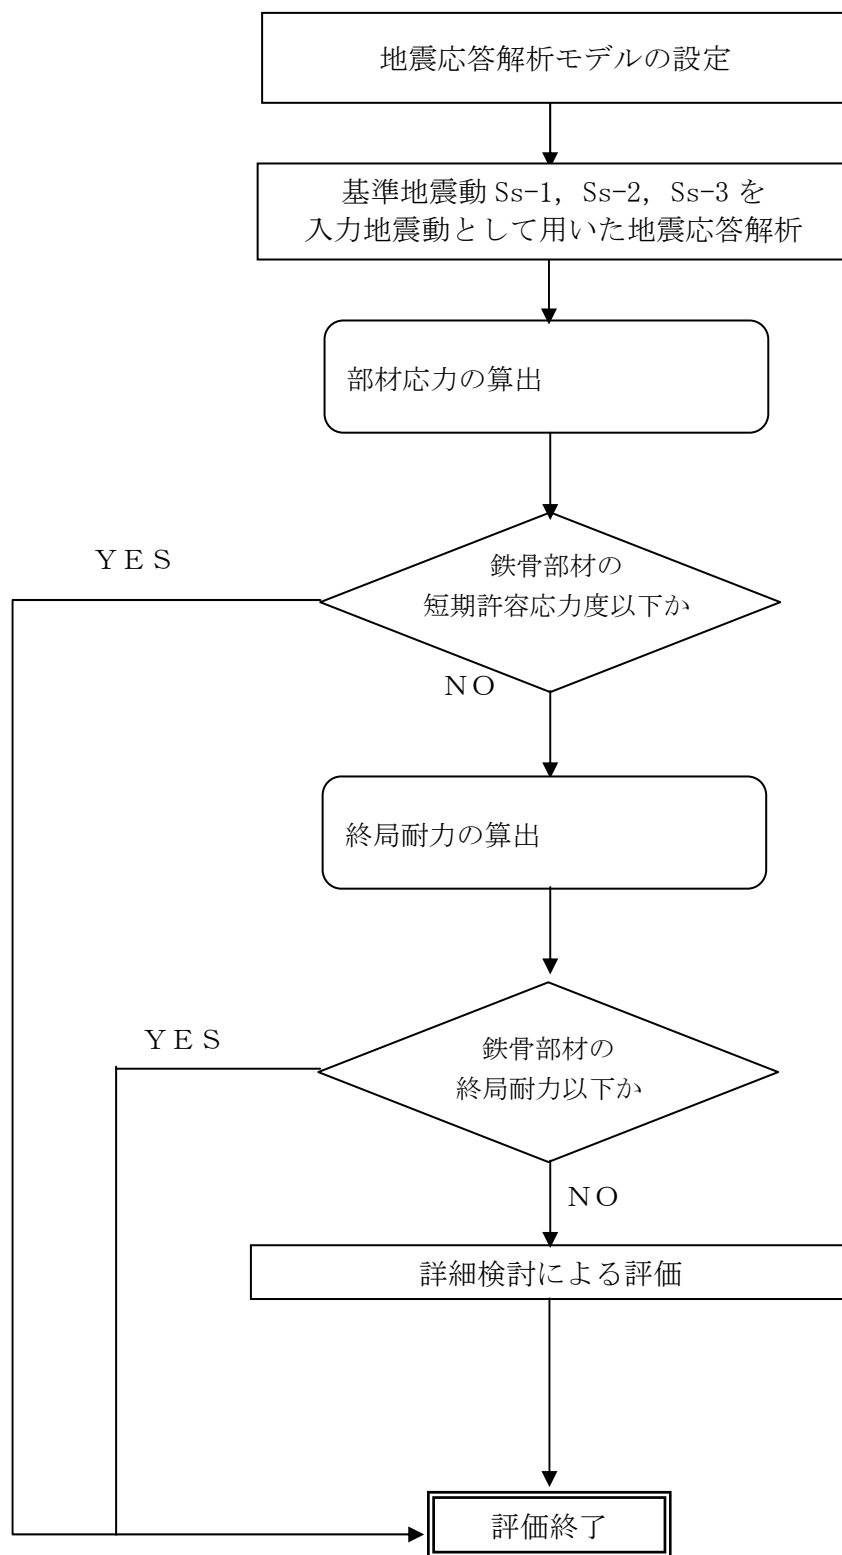 地震応答解析モデルの設定
基準地震動 Ss-1, Ss-2, Ss-3 を
入力地震動として用いた地震応答解析
部材応力の算出
ＹＥＳ
鉄骨部材の
短期許容応力度以下か
ＮＯ
終局耐力の算出
ＹＥＳ
鉄骨部材の
終局耐力以下か
ＮＯ
詳細検討による評価
評価終了